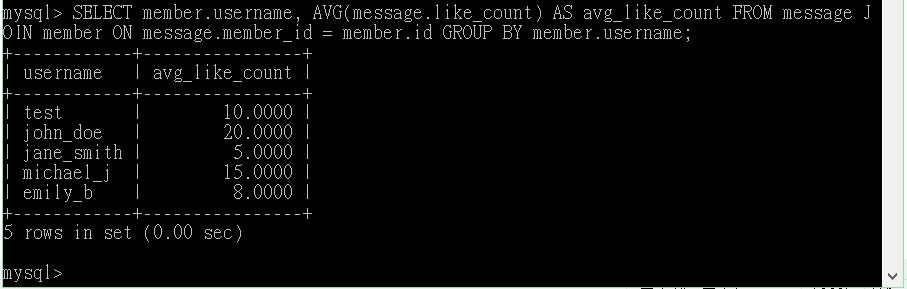 mysql> SELECT member.username, AVG(message.like_count) AS avg_like_count FROM message J
OIN member ON message.member_id = member.id GROUP BY member.username;
+------------+----------------+
| username   | avg_like_count |
+------------+----------------+
| test       |        10.0000 |
| john_doe   |        20.0000 |
| jane_smith |         5.0000 |
| michael_j  |        15.0000 |
| emily_b    |         8.0000 |
+------------+----------------+
5 rows in set (0.00 sec)
mysql>